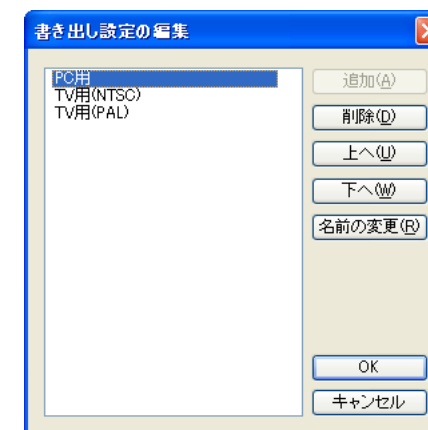 書き出し設定の編集
PC用
TV用(NTSC)
TV用(PAL)
追加(A)
削除(D)
上へ(U)
下へ(W)
名前の変更(R)
OK
キャンセル